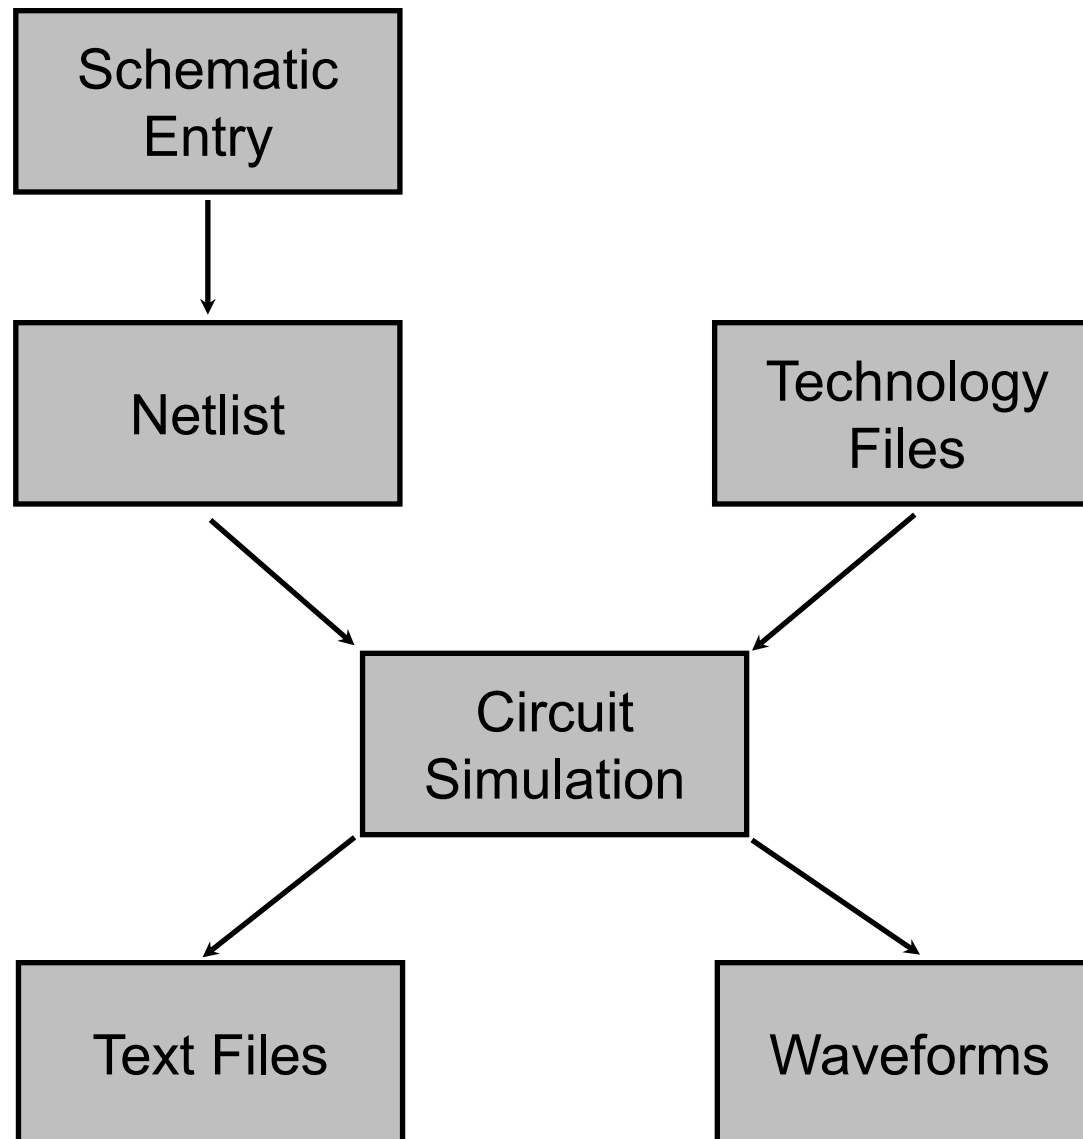 Schematic
Entry
Netlist
Technology
Files
Circuit
Simulation
Text Files
Waveforms